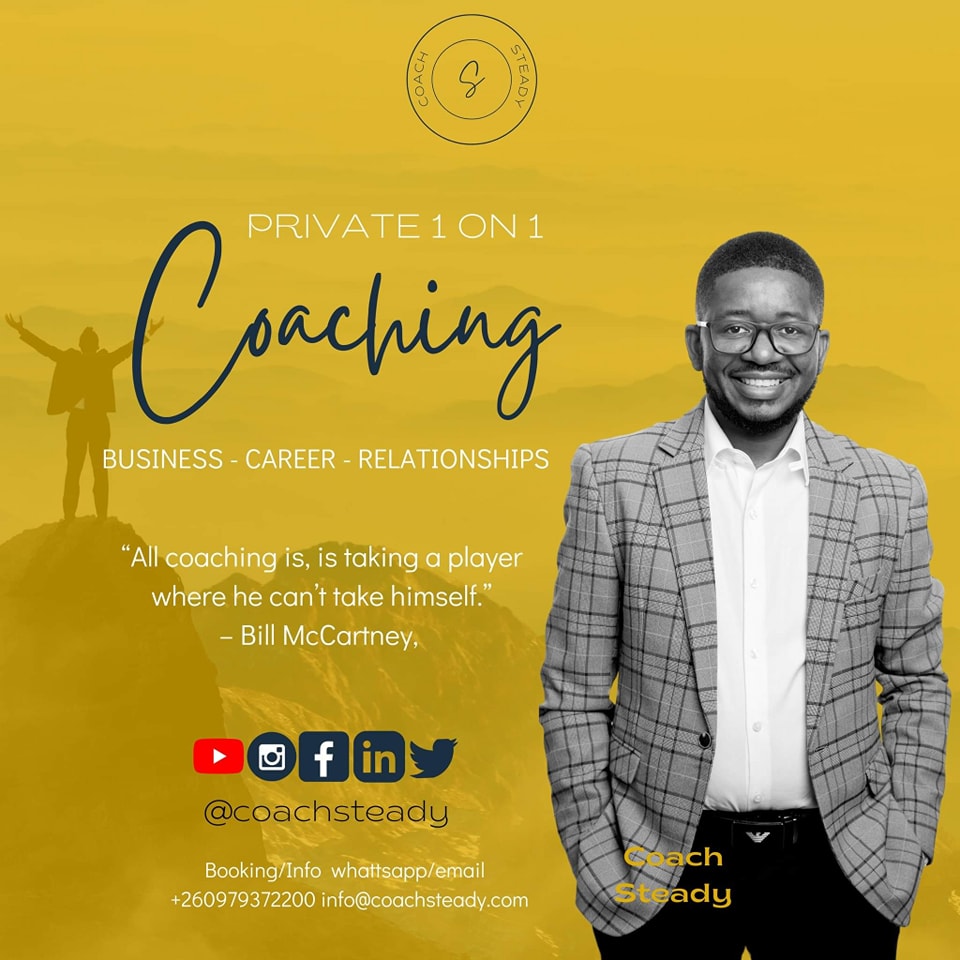 COACH STEADY
S
PRIVATE 1 ON 1
Coaching
BUSINESS - CAREER - RELATIONSHIPS
“All coaching is, is taking a player
where he can’t take himself.”
– Bill McCartney,
@coachsteady
Booking/Info whattsapp/email
+260979372200 info@coachsteady.com
Coach
Steady